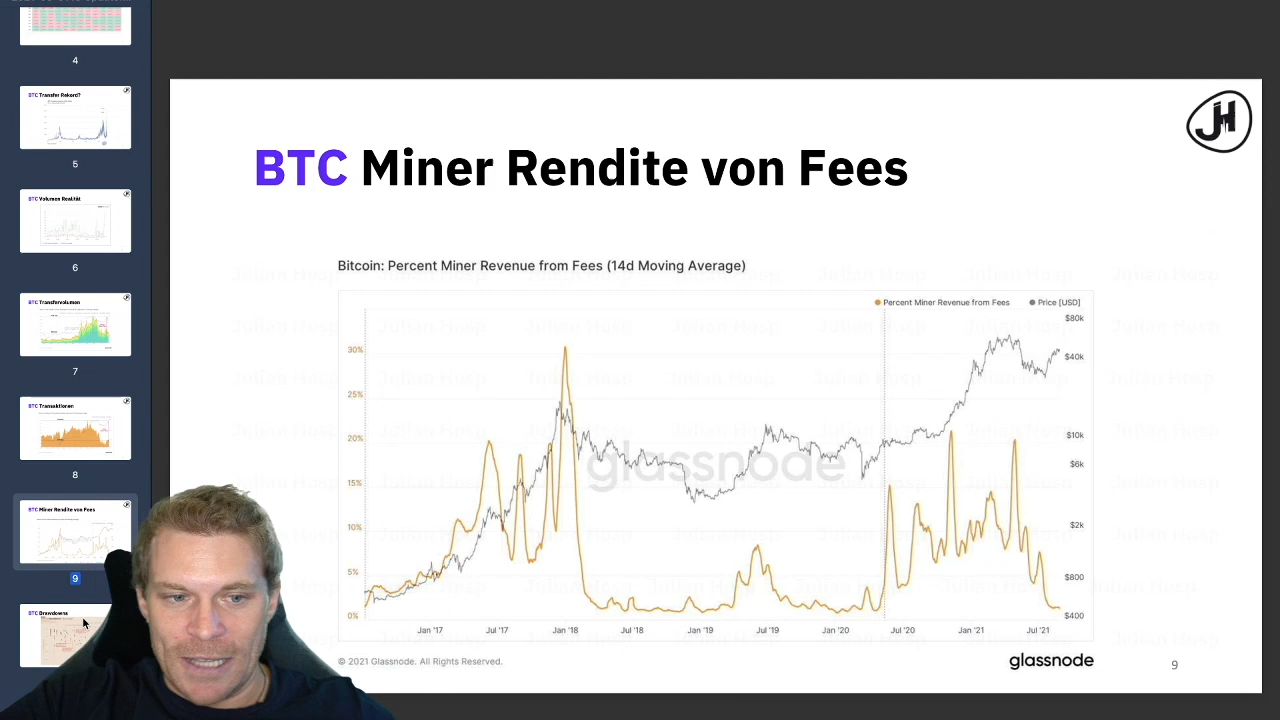 4
BTC Transfer Rekord?
5
BTC Volumen Realität
6
BTC Transfervolumen
7
BTC Transaktionen
8
BTC Miner Rendite von Fees
9
BTC Drawdowns
JH
BTC Miner Rendite von Fees
Bitcoin: Percent Miner Revenue from Fees (14d Moving Average)
Percent Miner Revenue from Fees Price [USD]
$80k
30% $40k
25%
20% $10k
15% $6k
10% $2k
5% $800
0% $400
Jan '17 Jul '17 Jan '18 Jul '18 Jan '19 Jul '19 Jan '20 Jul '20 Jan '21 Jul '21
glassnode
Julian Hosp
© 2021 Glassnode. All Rights Reserved.
glassnode
9